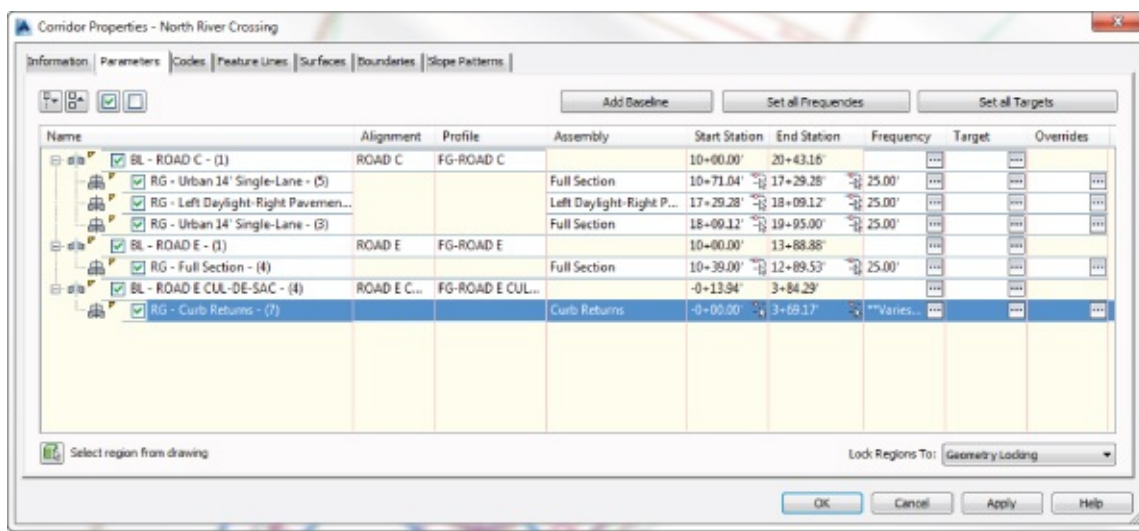 Corridor Properties - North River Crossing
Information Parameters Codes Feature Lines Surfaces Boundaries Slope Patterns
Add Baseline Set all Frequencies Set all Targets
Name Alignment Profile Assembly Start Station End Station Frequency Target Overrides
BL - ROAD C - (1) ROAD C FG-ROAD C 10+00.00' 20+43.16'
RG - Urban 14' Single-Lane - (5) Full Section 10+71.04' 17+29.28' 25.00'
RG - Left Daylight-Right Pavemen... Left Daylight-Right P... 17+29.28' 18+09.12' 25.00'
RG - Urban 14' Single-Lane - (3) Full Section 18+09.12' 19+95.00' 25.00'
BL - ROAD E - (1) ROAD E FG-ROAD E 10+00.00' 13+88.88'
RG - Full Section - (4) Full Section 10+39.00' 12+89.53' 25.00'
BL - ROAD E CUL-DE-SAC - (4) ROAD E C... FG-ROAD E CUL... -0+13.94' 3+84.29'
RG - Curb Returns - (7) Curb Returns -0+00.00' 3+69.17' **Varies...
Select region from drawing Lock Regions To: Geometry Locking
OK Cancel Apply Help